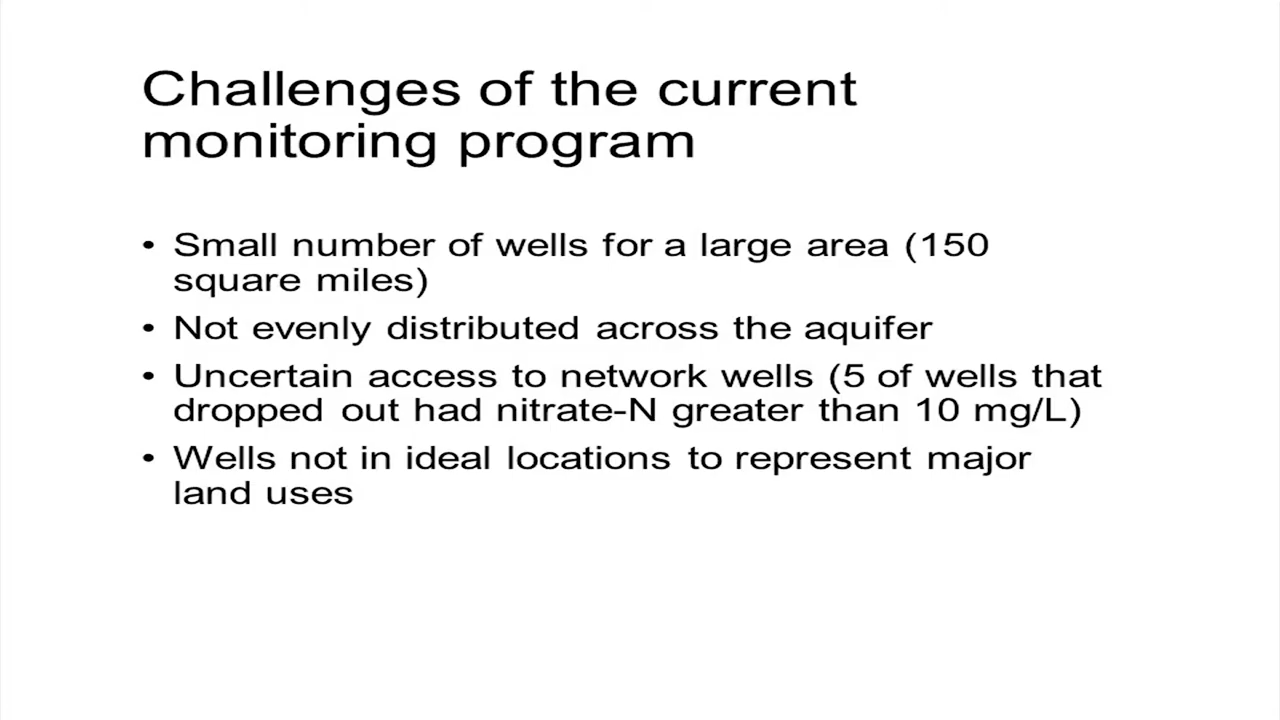 Challenges of the current
monitoring program
• Small number of wells for a large area (150
square miles)
• Not evenly distributed across the aquifer
• Uncertain access to network wells (5 of wells that
dropped out had nitrate-N greater than 10 mg/L)
• Wells not in ideal locations to represent major
land uses